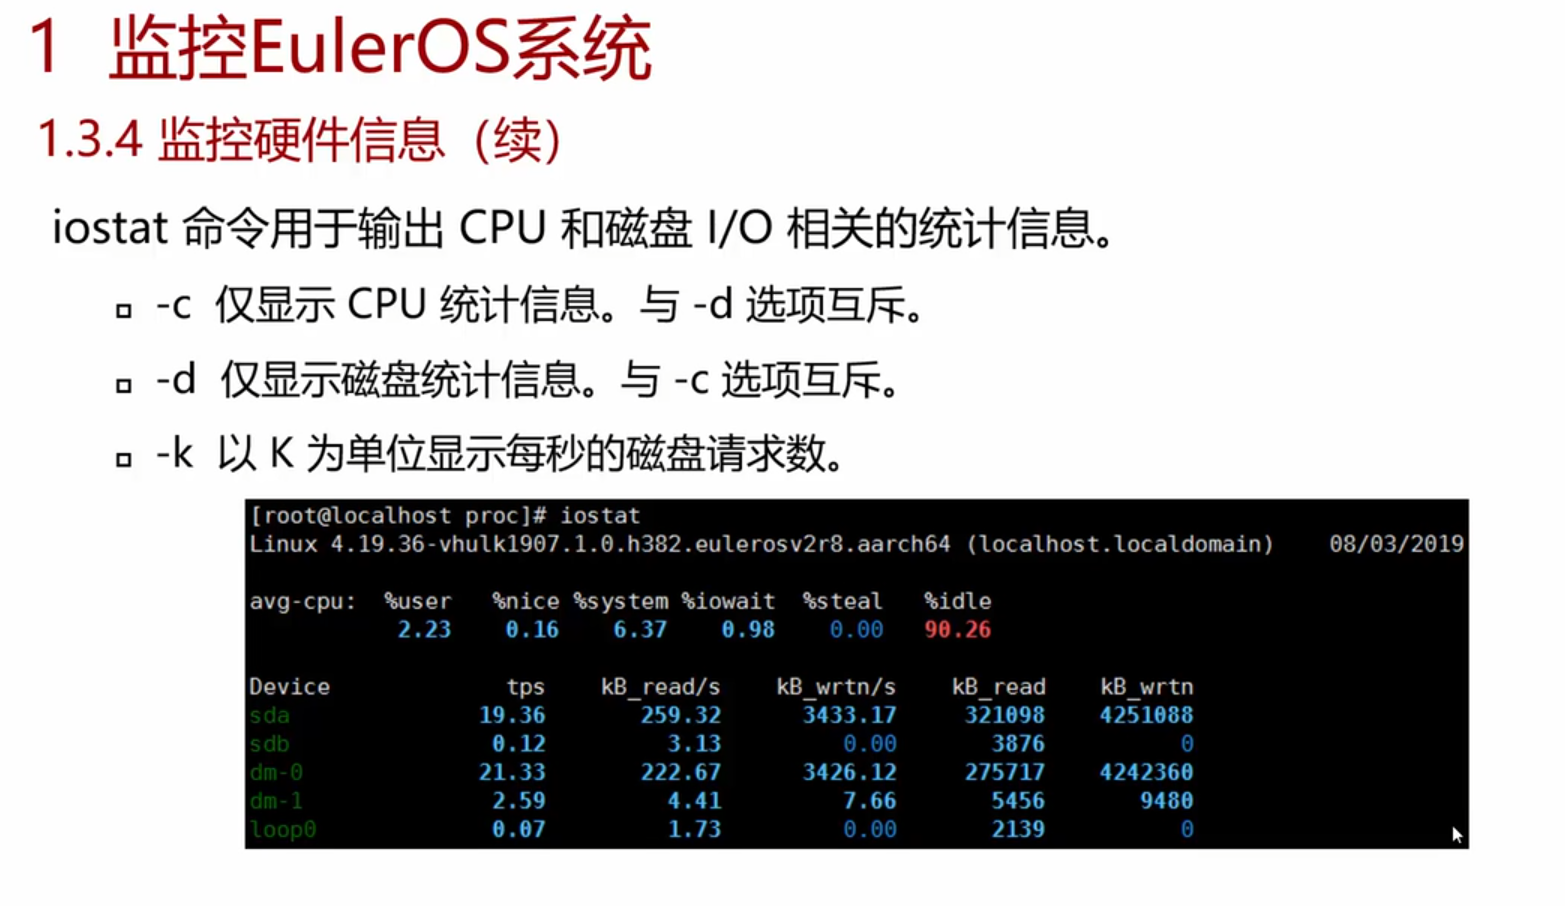 1 监控EulerOS系统
1.3.4 监控硬件信息（续）
iostat 命令用于输出 CPU 和磁盘 I/O 相关的统计信息。
-c 仅显示 CPU 统计信息。与 -d 选项互斥。
-d 仅显示磁盘统计信息。与 -c 选项互斥。
-k 以 K 为单位显示每秒的磁盘请求数。
[root@localhost proc]# iostat
Linux 4.19.36-vhulk1907.1.0.h382.eulerosv2r8.aarch64 (localhost.localdomain) 08/03/2019
avg-cpu: %user %nice %system %iowait %steal %idle
2.23 0.16 6.37 0.98 0.00 90.26
Device tps kB_read/s kB_wrtn/s kB_read kB_wrtn
sda 19.36 259.32 3433.17 321098 4251088
sdb 0.12 3.13 0.00 3876 0
dm-0 21.33 222.67 3426.12 275717 4242360
dm-1 2.59 4.41 7.66 5456 9480
loop0 0.07 1.73 0.00 2139 0